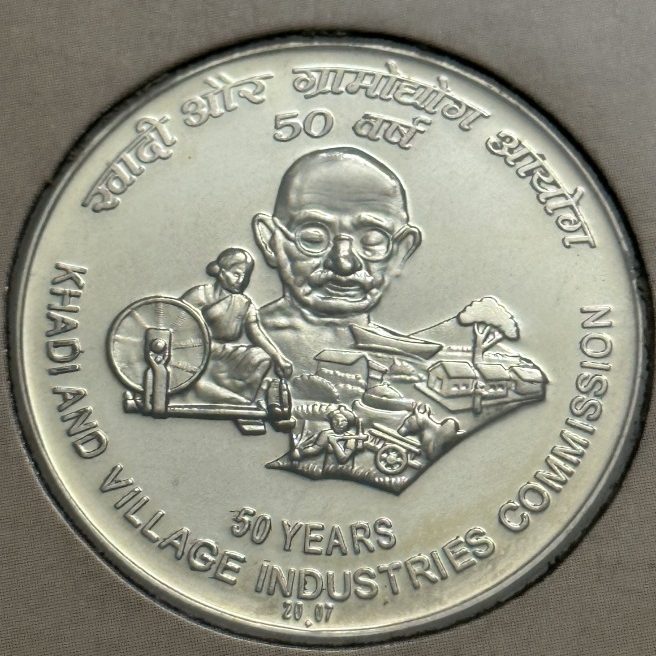 खादी और ग्रामोद्योग आयोग
50 वर्ष
50 YEARS
KHADI AND VILLAGE INDUSTRIES COMMISSION
2007